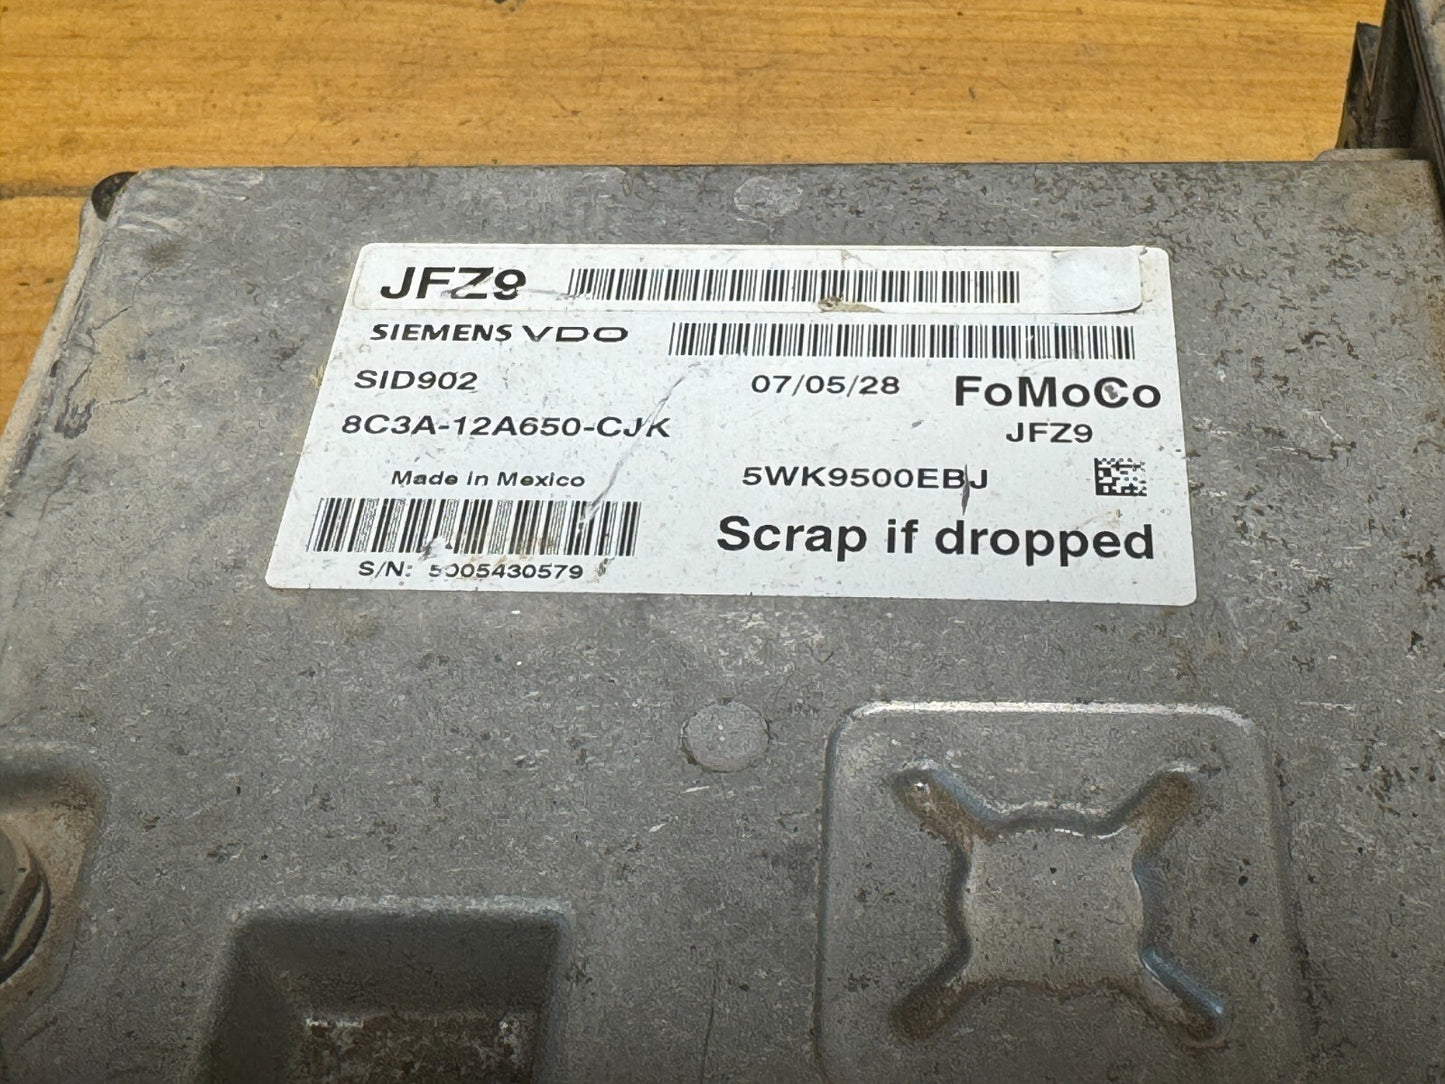 JFZ9
SIEMENS VDO
SID902 07/05/28 FoMoCo
8C3A-12A650-CJK JFZ9
Made in Mexico 5WK9500EBJ
Scrap if dropped
S/N: 5005430579